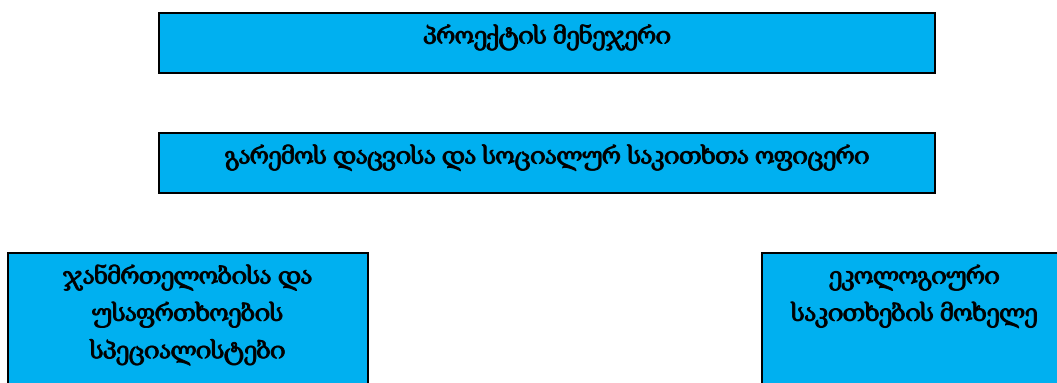 პროექტის მენეჯერი
გარემოს დაცვისა და სოციალურ საკითხთა ოფიცერი
ჯანმრთელობისა და
უსაფრთხოების
სპეციალისტები
ეკოლოგიური
საკითხების მოხელე